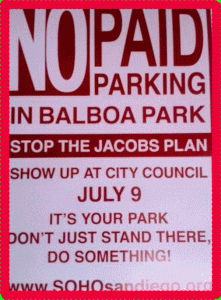 NO PAID
PARKING
IN BALBOA PARK
STOP THE JACOBS PLAN
SHOW UP AT CITY COUNCIL
JULY 9
IT'S YOUR PARK
DON'T JUST STAND THERE,
DO SOMETHING!
www.SOHOsandiego.org